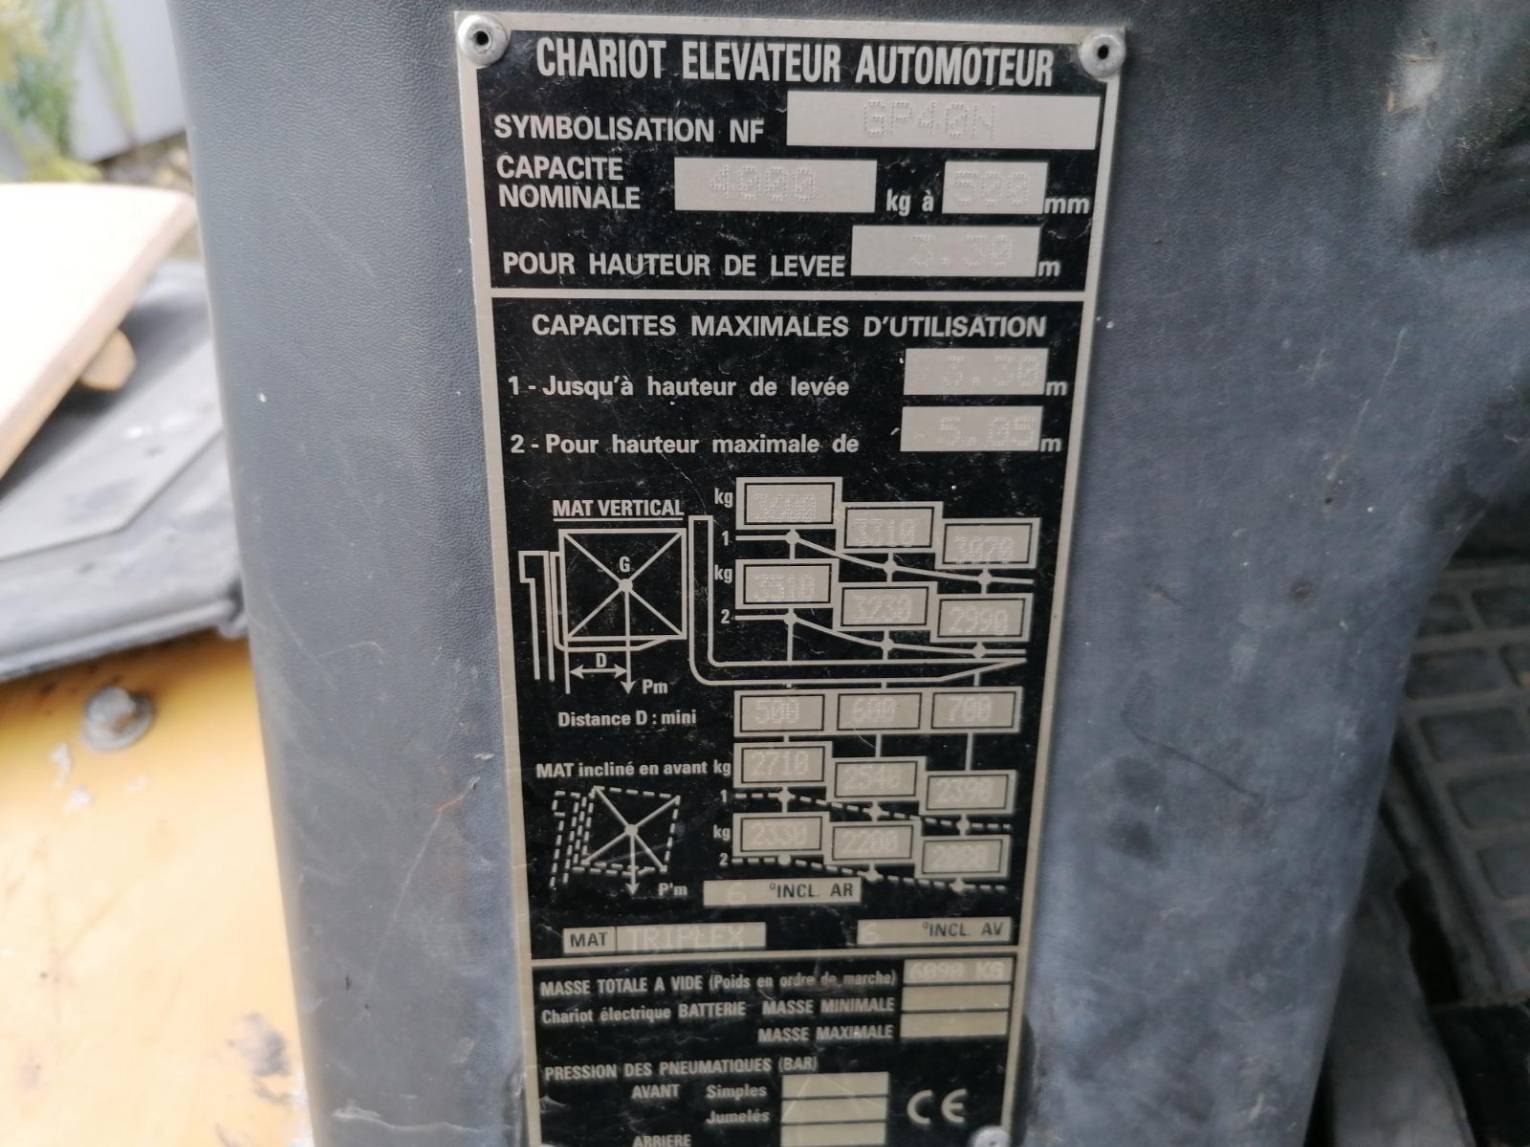 CHARIOT ELEVATEUR AUTOMOTEUR
SYMBOLISATION NF GP40N
CAPACITE NOMINALE 4000 kg à 500 mm
POUR HAUTEUR DE LEVEE 3.30 m
CAPACITES MAXIMALES D'UTILISATION
1 - Jusqu'à hauteur de levée 3.30 m
2 - Pour hauteur maximale de 5.05 m
MAT VERTICAL
kg 3310 3070
1
kg 3310 3230 2990
2
G
D
Pm
Distance D : mini 500 600 700
MAT incliné en avant kg 2710 2540 2390
1
kg 2330 2200
2
P'm
6 °INCL. AR
MAT TRIPLEX 6 °INCL. AV
MASSE TOTALE A VIDE (Poids en ordre de marche) 6090 KG
Chariot électrique BATTERIE MASSE MINIMALE
MASSE MAXIMALE
PRESSION DES PNEUMATIQUES (BAR)
AVANT Simples
Jumelés
ARRIERE
CE